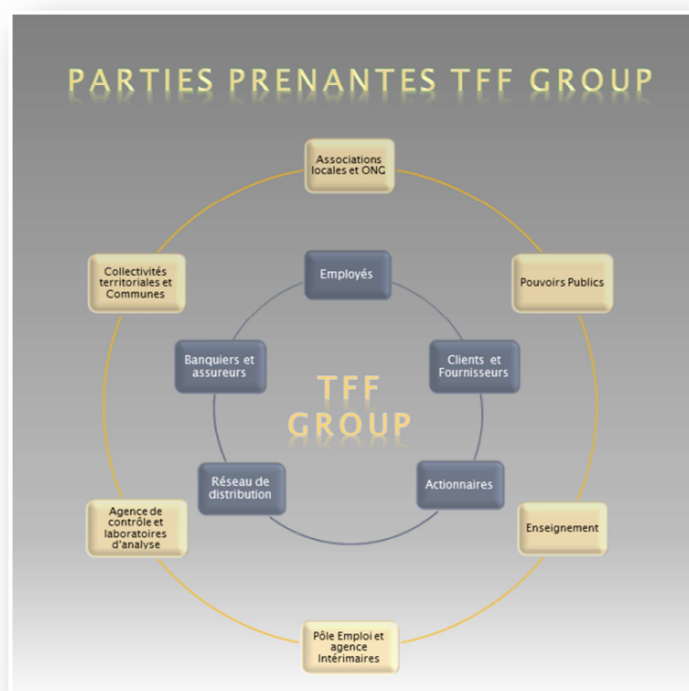 PARTIES PRENANTES TFF GROUP
Associations
locales et ONG
Collectivités
territoriales et
Communes
Employés
Pouvoirs Publics
Banquiers et
assureurs
Clients et
Fournisseurs
TFF
GROUP
Réseau de
distribution
Actionnaires
Agence de
contrôle et
laboratoires
d'analyse
Enseignement
Pôle Emploi et
agence
Intérimaires